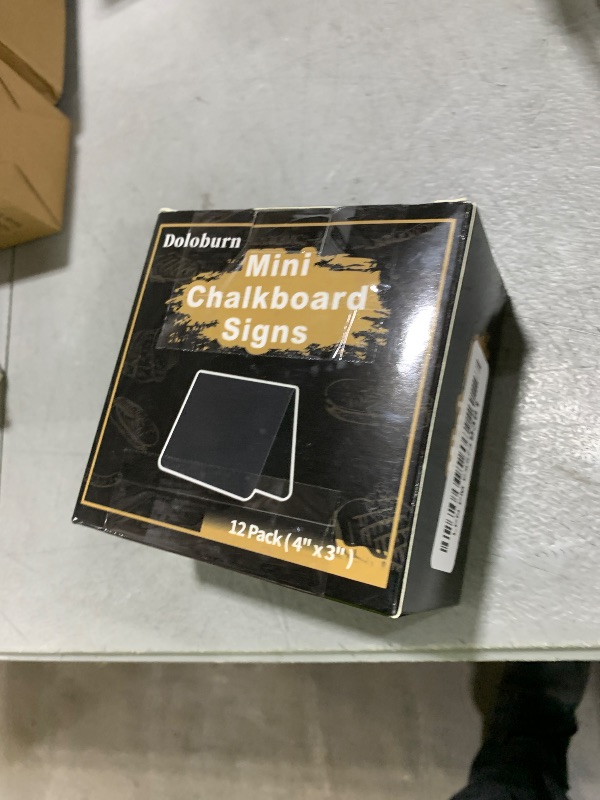 Doloburn
Mini
Chalkboard
Signs
12 Pack ( 4" x 3" )